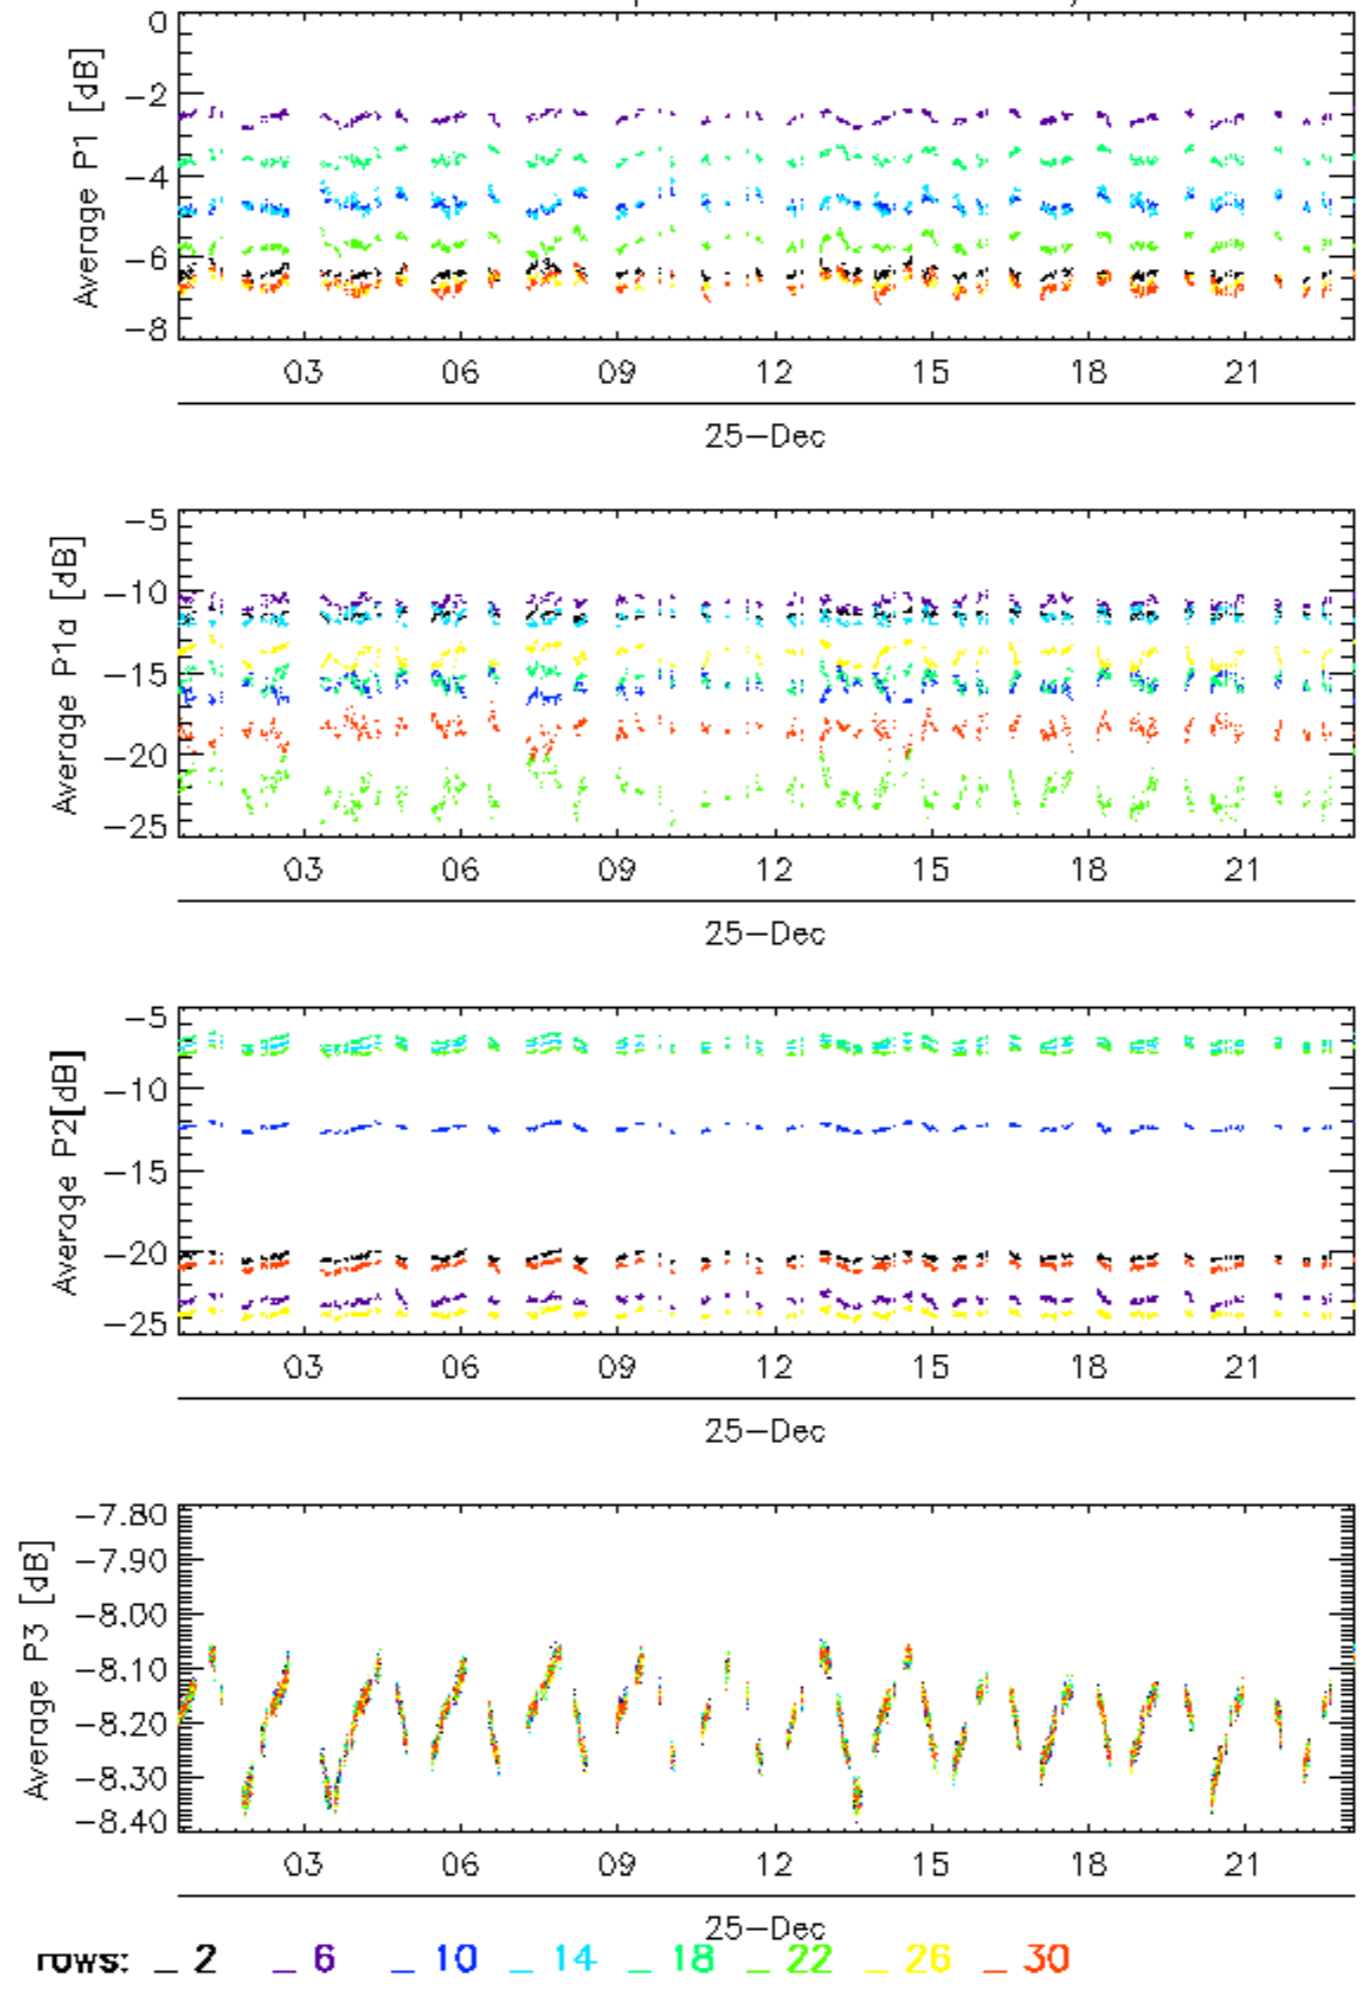 0
−2
−4
−6
−8
Average P1 [dB]
03 06 09 12 15 18 21
25−Dec
−5
−10
−15
−20
−25
Average P1a [dB]
03 06 09 12 15 18 21
25−Dec
−5
−10
−15
−20
−25
Average P2[dB]
03 06 09 12 15 18 21
25−Dec
−7.80
−7.90
−8.00
−8.10
−8.20
−8.30
−8.40
Average P3 [dB]
03 06 09 12 15 18 21
25−Dec
rows: _ 2 _ 6 _ 10 _ 14 _ 18 _ 22 _ 26 _ 30